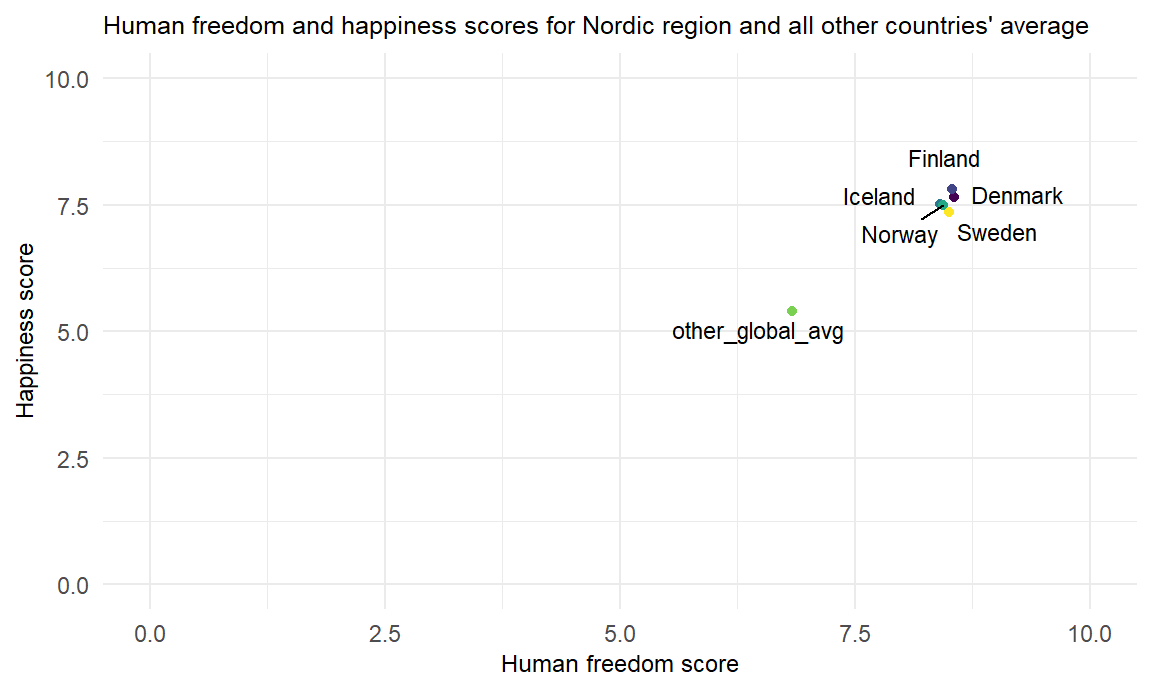 Human freedom and happiness scores for Nordic region and all other countries' average
10.0
7.5
5.0
2.5
0.0
Happiness score
Finland
Iceland
Denmark
Norway
Sweden
other_global_avg
0.0
2.5
5.0
7.5
10.0
Human freedom score